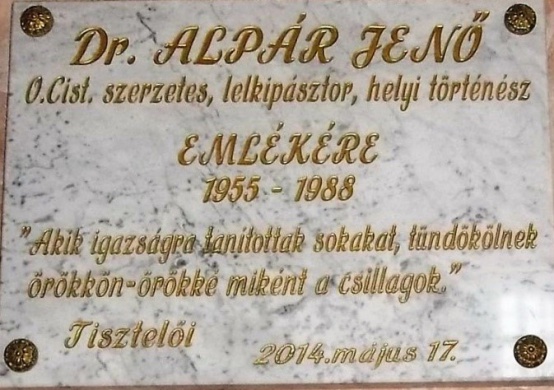 Dr. ALPÁR JENŐ
O.Cist. szerzetes, lelkipásztor, helyi történész
EMLÉKÉRE
1955 - 1988
"Akik igazságra tanítottak sokakat, tündökölnek
örökkön-örökké miként a csillagok."
Tisztelői
2014.május 17.